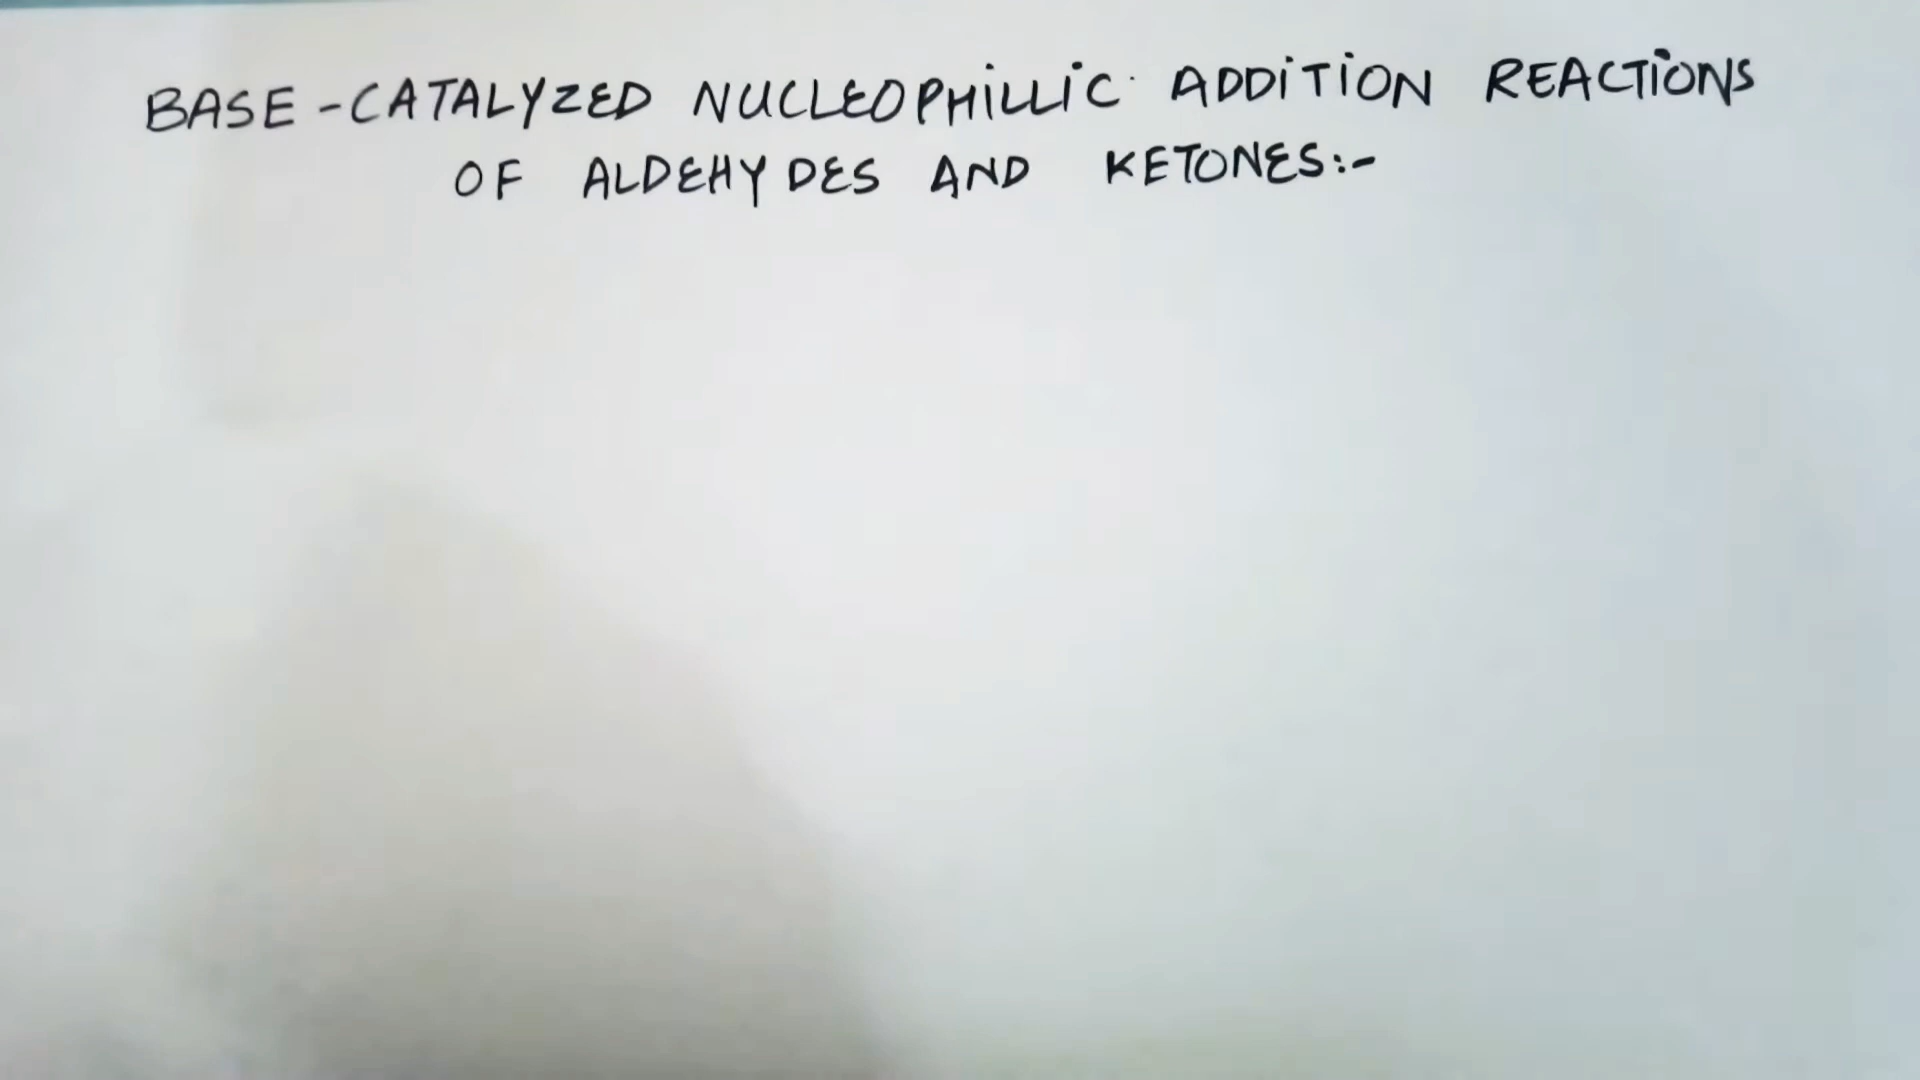 BASE-CATALYZED NUCLEOPHILLIC ADDITION REACTIONS
OF ALDEHYDES AND KETONES:-